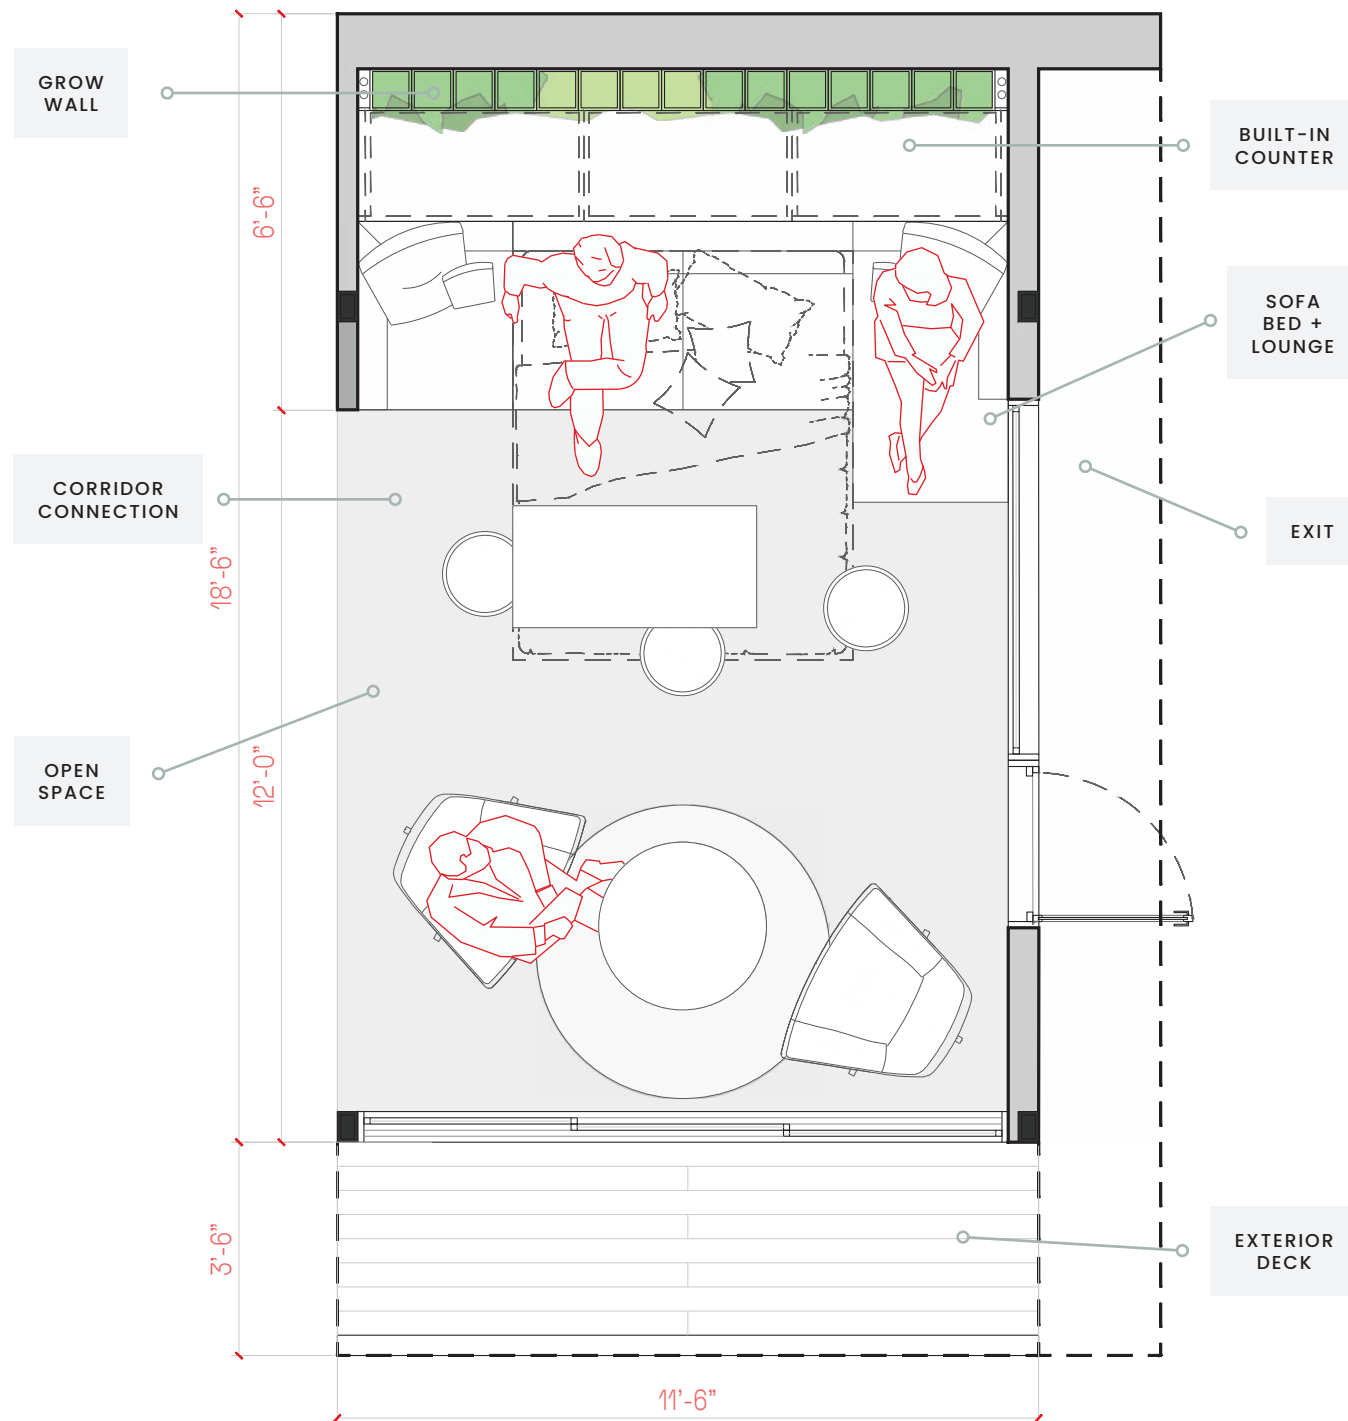 GROW
WALL
BUILT-IN
COUNTER
6’-6”
SOFA
BED +
LOUNGE
CORRIDOR
CONNECTION
EXIT
18’-6”
OPEN
SPACE
12’-0”
EXTERIOR
DECK
3’-6”
11’-6”